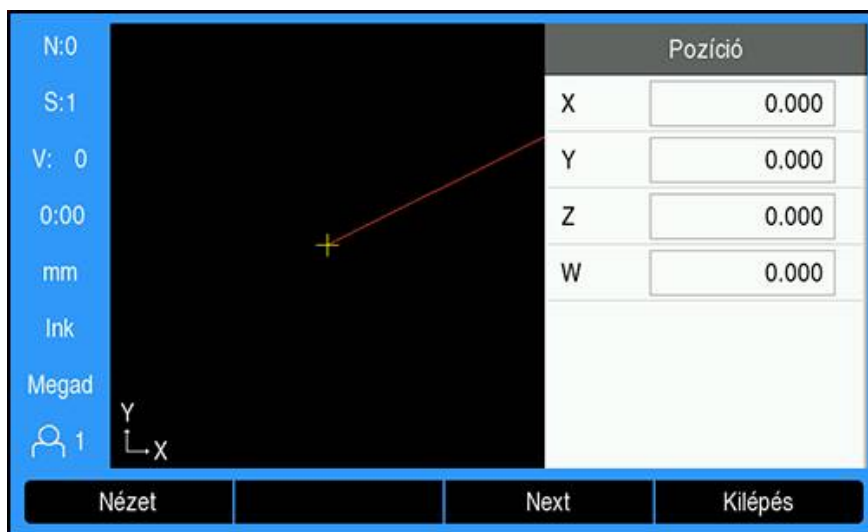 N:0
S:1
V: 0
0:00
mm
Ink
Megad
1
Y
X
Pozíció
X 0.000
Y 0.000
Z 0.000
W 0.000
Nézet Next Kilépés